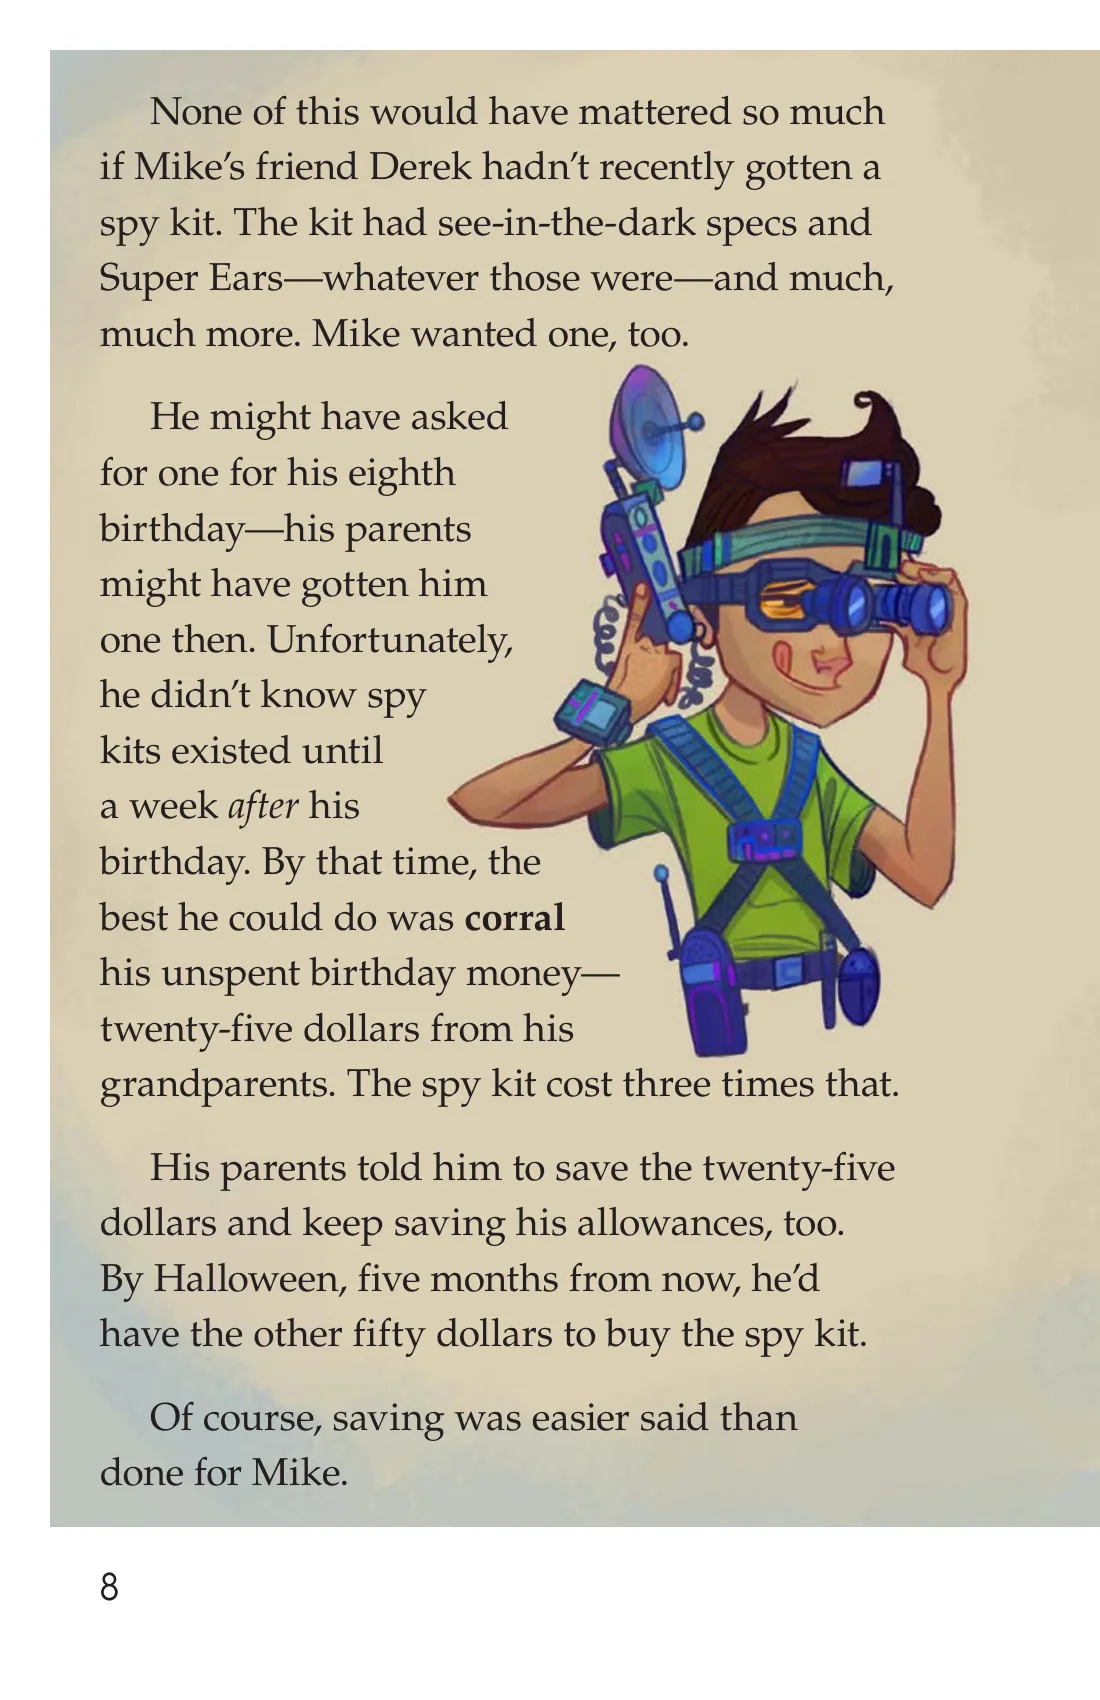 None of this would have mattered so much
if Mike’s friend Derek hadn’t recently gotten a
spy kit. The kit had see-in-the-dark specs and
Super Ears—whatever those were—and much,
much more. Mike wanted one, too.
He might have asked
for one for his eighth
birthday—his parents
might have gotten him
one then. Unfortunately,
he didn’t know spy
kits existed until
a week after his
birthday. By that time, the
best he could do was corral
his unspent birthday money—
twenty-five dollars from his
grandparents. The spy kit cost three times that.
His parents told him to save the twenty-five
dollars and keep saving his allowances, too.
By Halloween, five months from now, he’d
have the other fifty dollars to buy the spy kit.
Of course, saving was easier said than
done for Mike.
8